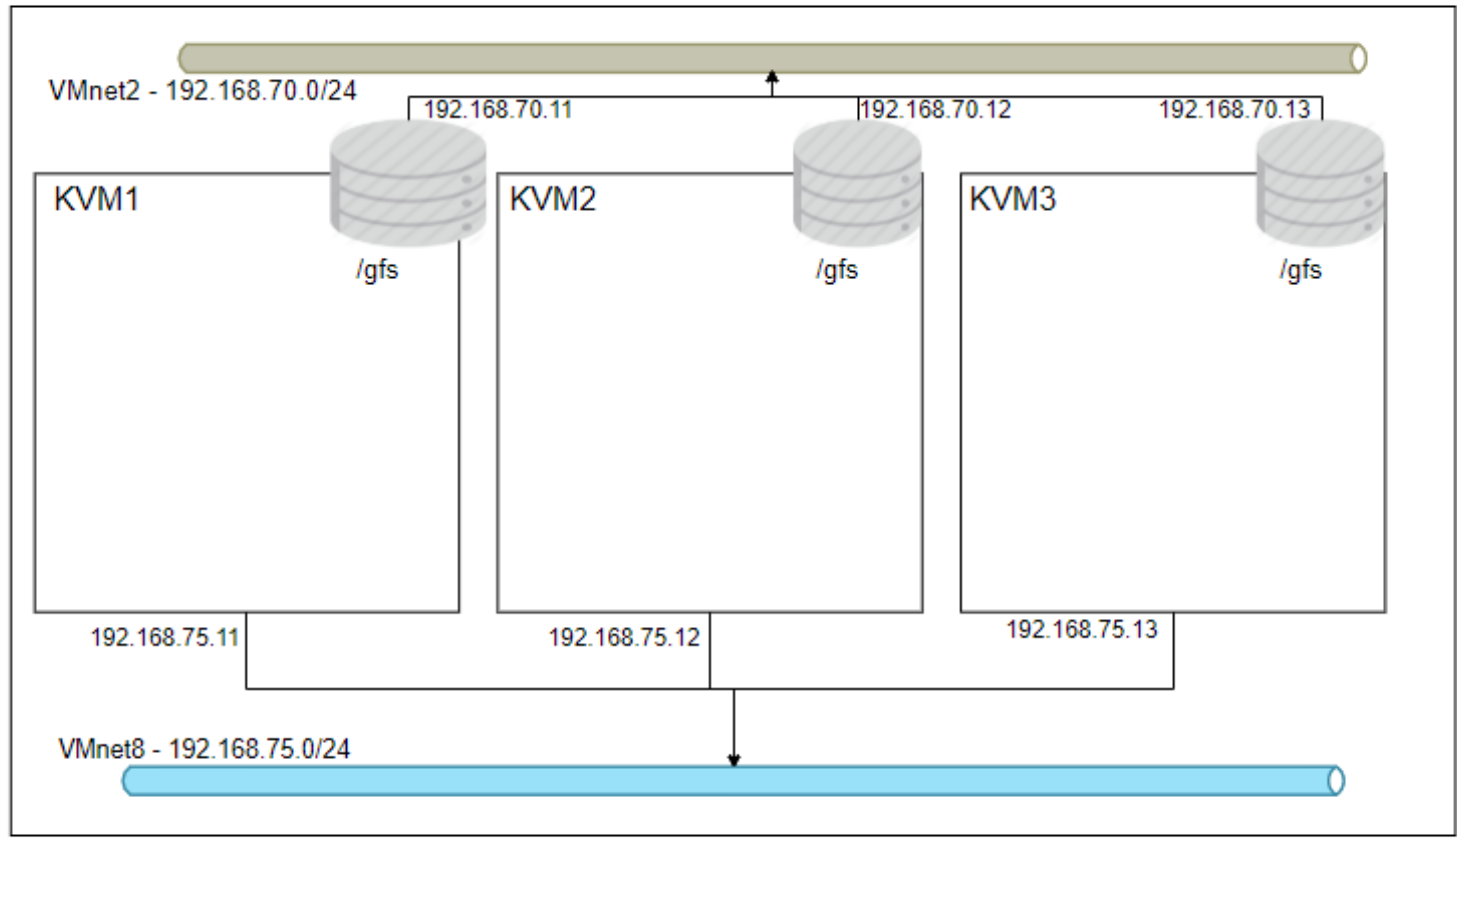 VMnet2 - 192.168.70.0/24
192.168.70.11
192.168.70.12
192.168.70.13
KVM1
KVM2
KVM3
/gfs
/gfs
/gfs
192.168.75.11
192.168.75.12
192.168.75.13
VMnet8 - 192.168.75.0/24